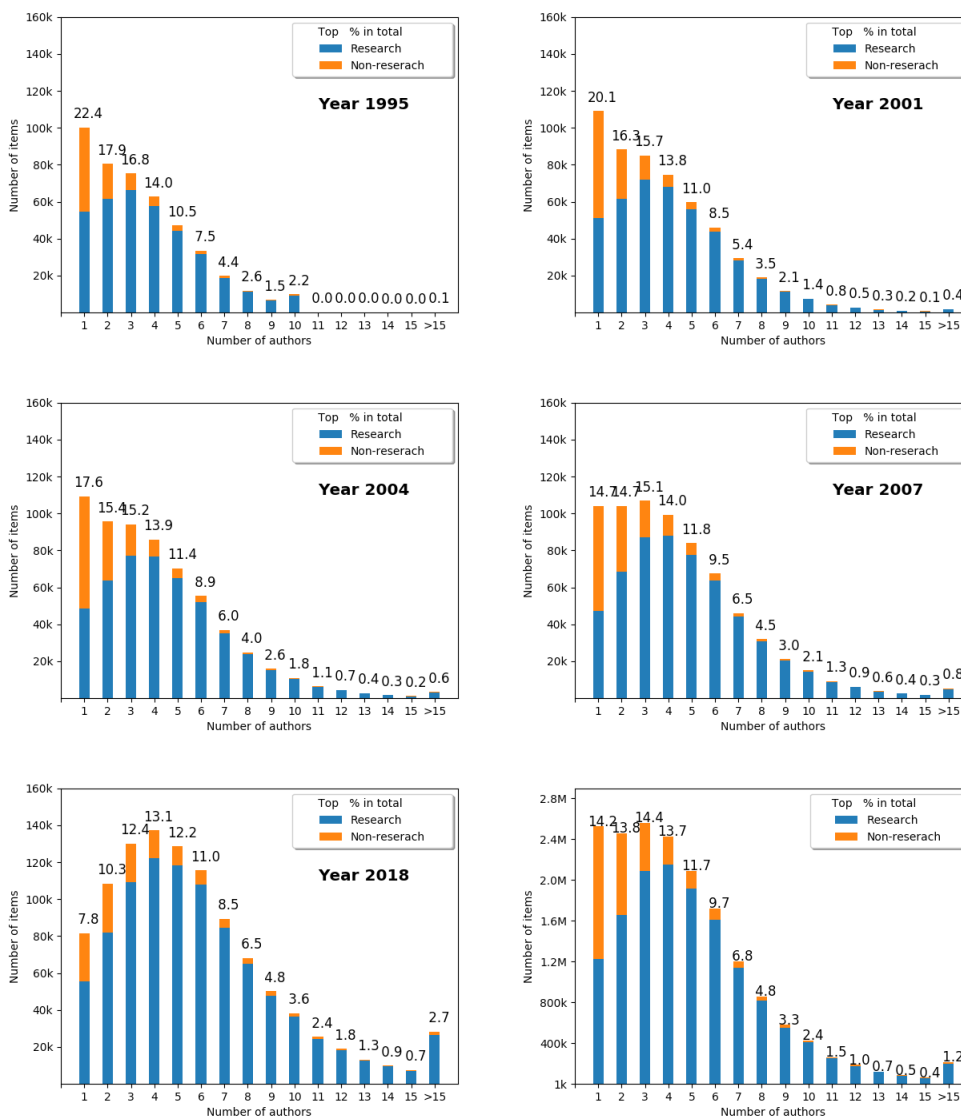 160k
140k
120k
100k
80k
60k
40k
20k
Number of items
Top % in total
Research
Non-reserach
Year 1995
22.4
17.9
16.8
14.0
10.5
7.5
4.4
2.6
1.5
2.2
0.0
0.0
0.0
0.0
0.0
0.1
1 2 3 4 5 6 7 8 9 10 11 12 13 14 15 >15
Number of authors
160k
140k
120k
100k
80k
60k
40k
20k
Number of items
Top % in total
Research
Non-reserach
Year 2001
20.1
16.3
15.7
13.8
11.0
8.5
5.4
3.5
2.1
1.4
0.8
0.5
0.3
0.2
0.1
0.4
1 2 3 4 5 6 7 8 9 10 11 12 13 14 15 >15
Number of authors
160k
140k
120k
100k
80k
60k
40k
20k
Number of items
Top % in total
Research
Non-reserach
Year 2004
17.6
15.4
15.2
13.9
11.4
8.9
6.0
4.0
2.6
1.8
1.1
0.7
0.4
0.3
0.2
0.6
1 2 3 4 5 6 7 8 9 10 11 12 13 14 15 >15
Number of authors
160k
140k
120k
100k
80k
60k
40k
20k
Number of items
Top % in total
Research
Non-reserach
Year 2007
14.7
14.7
15.1
14.0
11.8
9.5
6.5
4.5
3.0
2.1
1.3
0.9
0.6
0.4
0.3
0.8
1 2 3 4 5 6 7 8 9 10 11 12 13 14 15 >15
Number of authors
160k
140k
120k
100k
80k
60k
40k
20k
Number of items
Top % in total
Research
Non-reserach
Year 2018
7.8
10.3
12.4
13.1
12.2
11.0
8.5
6.5
4.8
3.6
2.4
1.8
1.3
0.9
0.7
2.7
1 2 3 4 5 6 7 8 9 10 11 12 13 14 15 >15
Number of authors
2.8M
2.4M
2.0M
1.6M
1.2M
800k
400k
1k
Number of items
Top % in total
Research
Non-reserach
14.2
13.8
14.4
13.7
11.7
9.7
6.8
4.8
3.3
2.4
1.5
1.0
0.7
0.5
0.4
1.2
1 2 3 4 5 6 7 8 9 10 11 12 13 14 15 >15
Number of authors